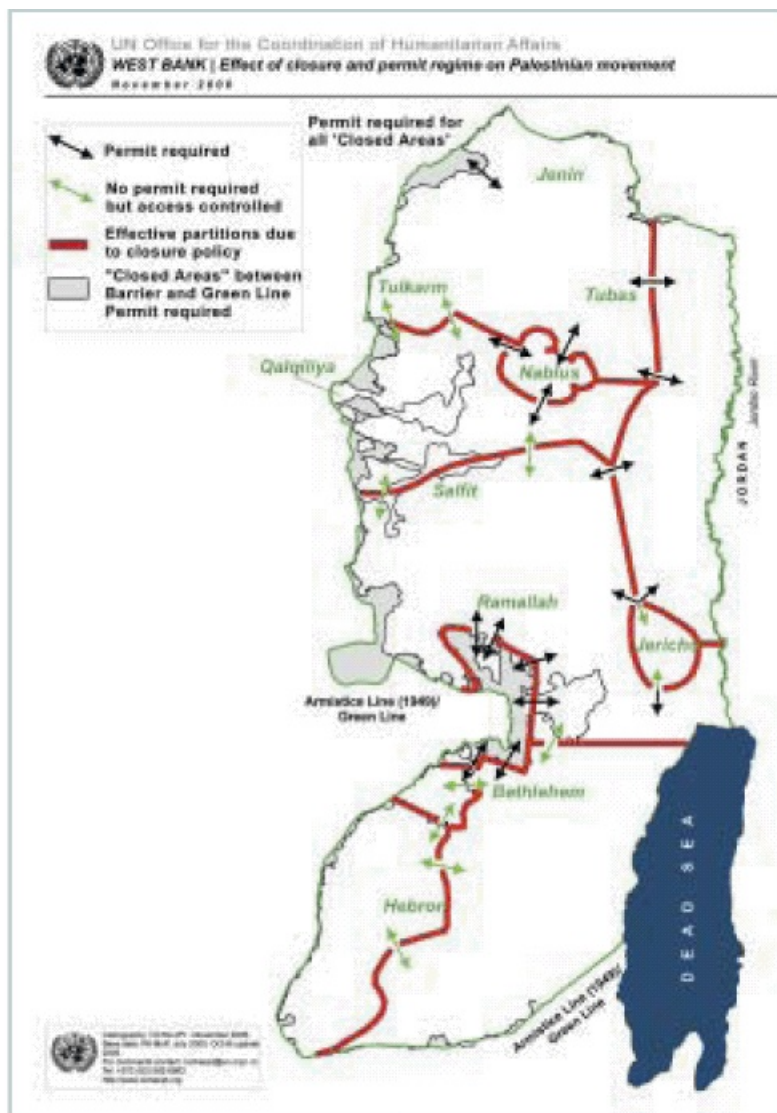 UN Office for the Coordination of Humanitarian Affairs
WEST BANK | Effect of closure and permit regime on Palestinian movement
November
Permit required
No permit required
but access controlled
Effective partitions due
to closure policy
"Closed Areas" between
Barrier and Green Line
Permit required
Permit required for
all 'Closed Areas'
Jenin
Tulkarm
Tubas
Qalqiliya
Nablus
Salfit
JORDAN
Ramallah
Jericho
Armistice Line (1949)/
Green Line
Bethlehem
Hebron
DEAD SEA
Armistice Line (1949)/
Green Line